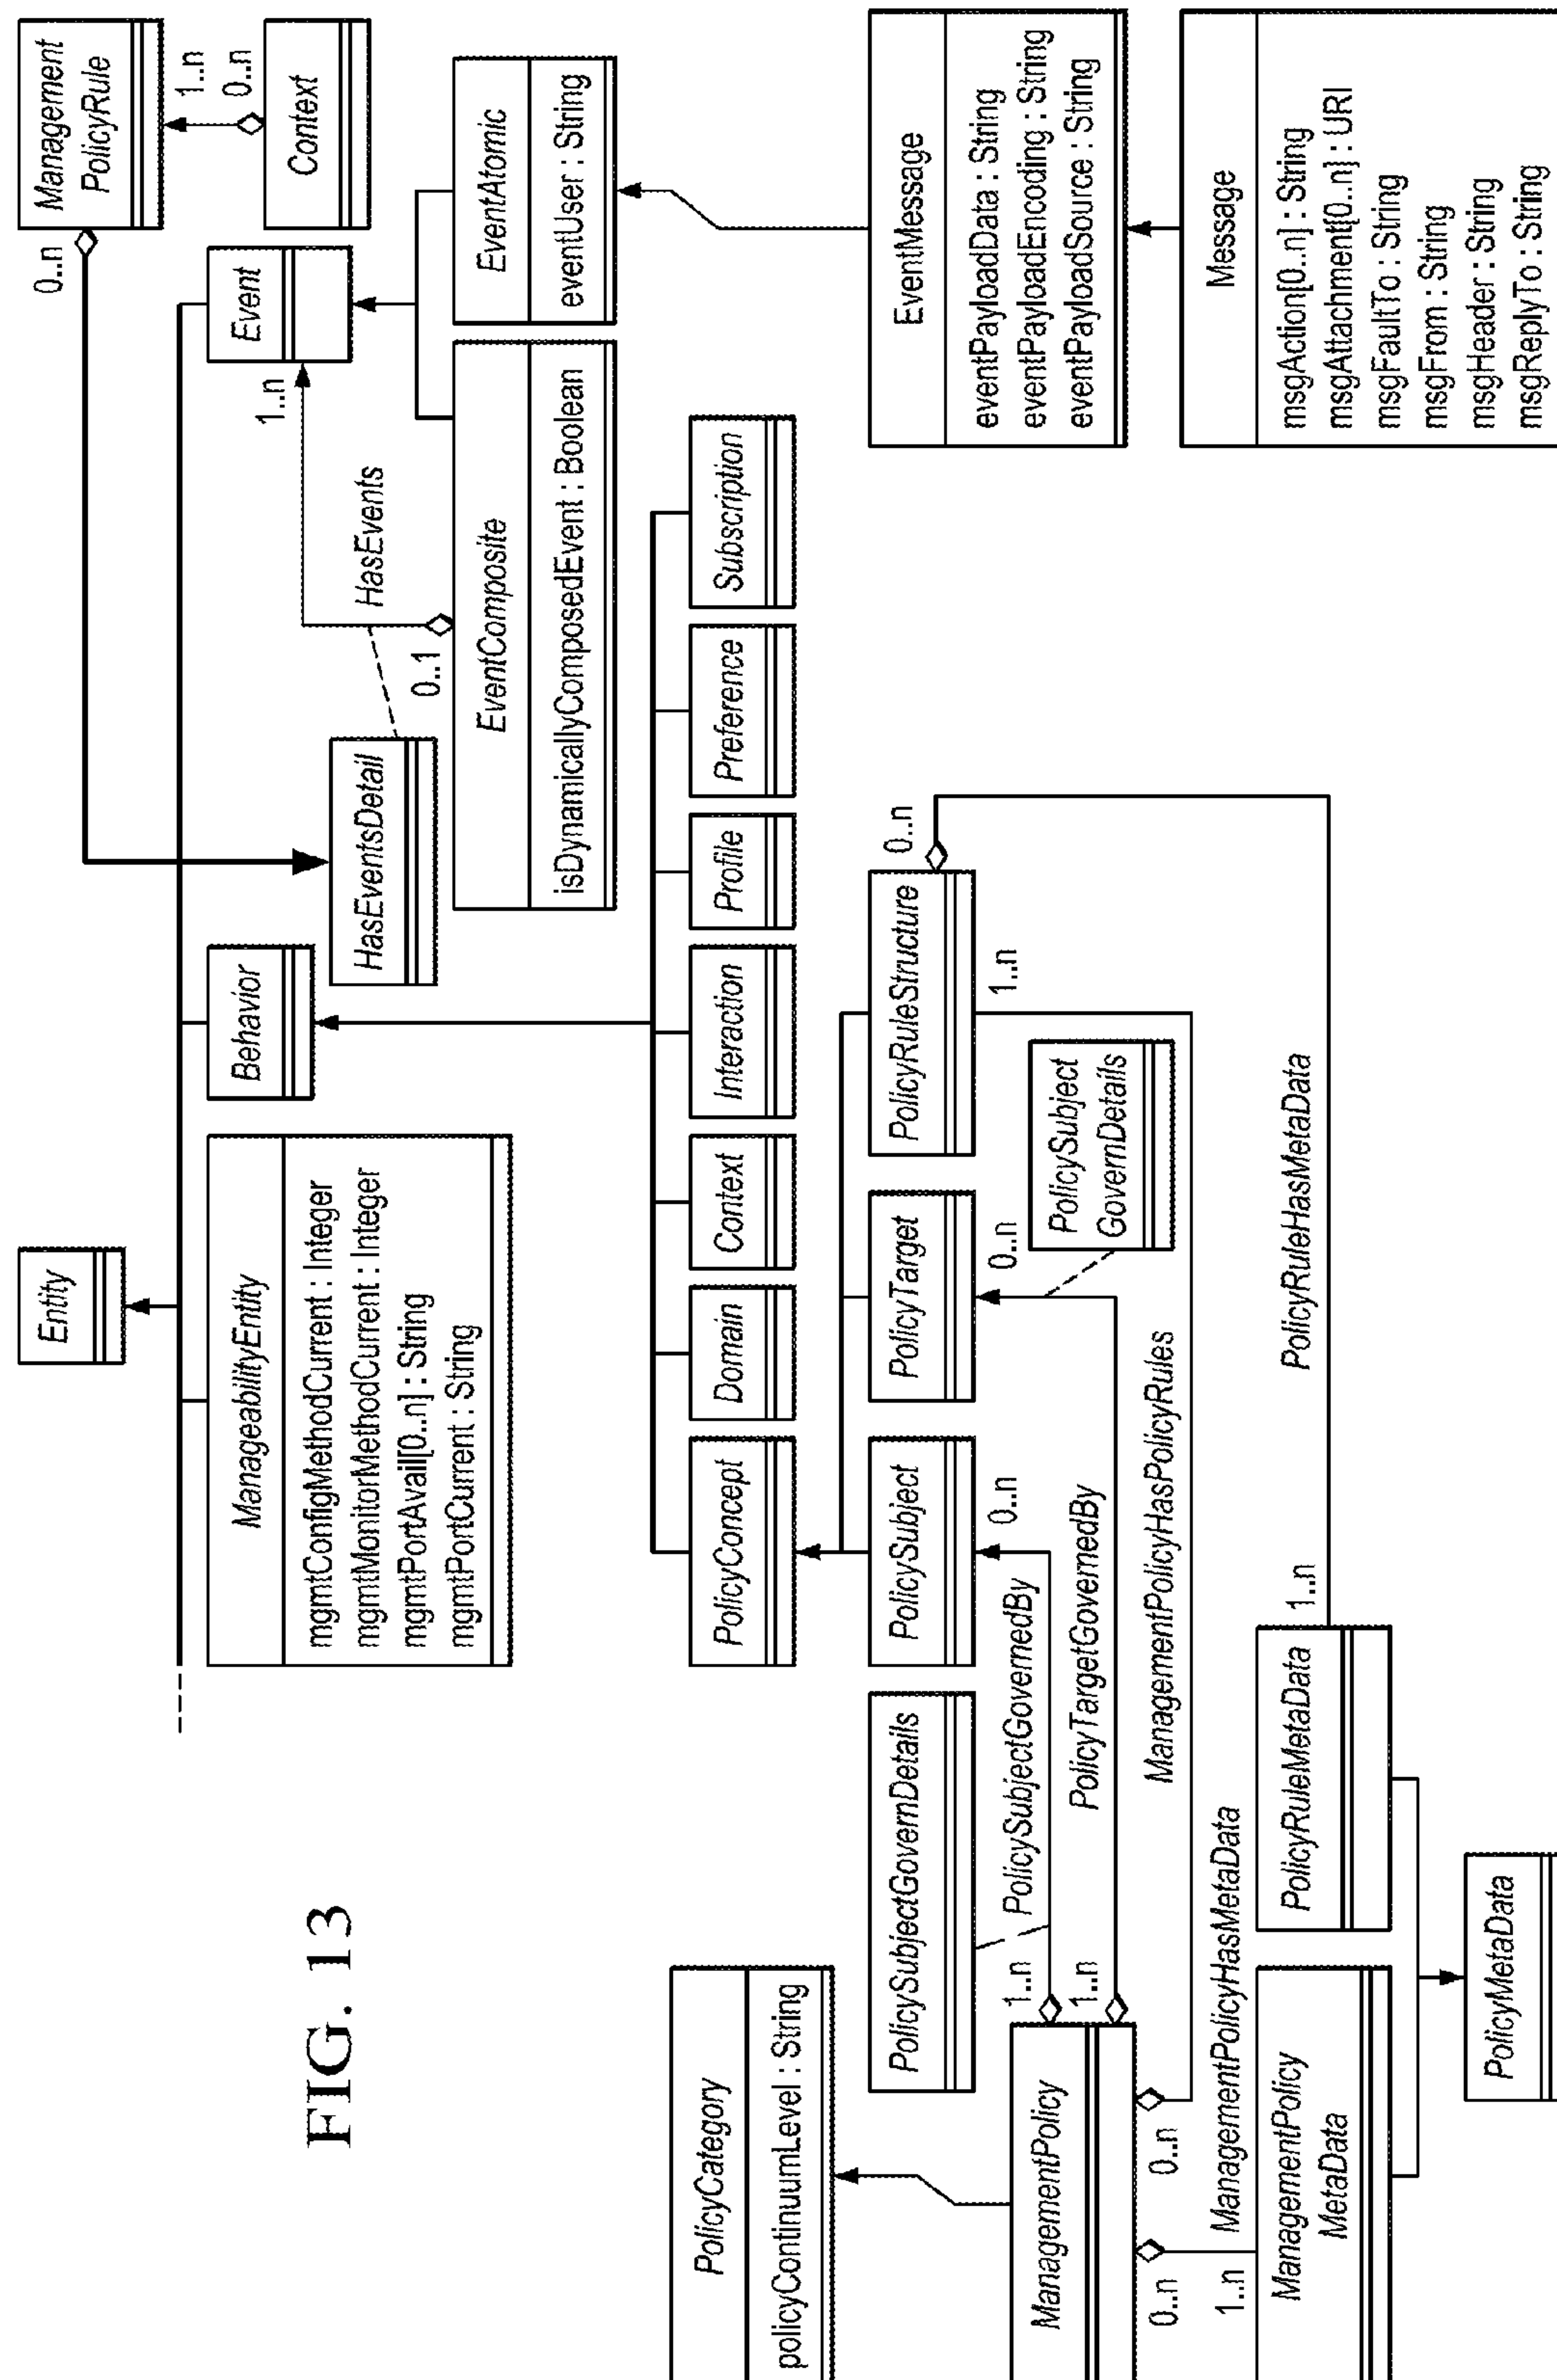 FIG. 13
Entity
Management
PolicyRule
0..n
1..n
0..n
Context
ManageabilityEntity
mgmtConfigMethodCurrent : Integer
mgmtMonitorMethodCurrent : Integer
mgmtPortAvail[0..n] : String
mgmtPortCurrent : String
Behavior
Event
1..n
HasEventsDetail
HasEvents
0..1
EventComposite
isDynamicallyComposedEvent : Boolean
EventAtomic
eventUser : String
PolicyCategory
policyContinuumLevel : String
PolicyConcept
Domain
Context
Interaction
Profile
Preference
Subscription
PolicySubjectGovernDetails
PolicySubject
PolicyTarget
PolicyRuleStructure
0..n
EventMessage
eventPayloadData : String
eventPayloadEncoding : String
eventPayloadSource : String
0..n
0..n
1..n
PolicySubject
GovernDetails
ManagementPolicy
1..n
PolicySubjectGovernedBy
1..n
PolicyTargetGovernedBy
0..n
0..n
ManagementPolicyHasPolicyRules
1..n
ManagementPolicyHasMetaData
PolicyRuleHasMetaData
1..n
ManagementPolicy
MetaData
PolicyRuleMetaData
PolicyMetaData
Message
msgAction[0..n] : String
msgAttachment[0..n] : URI
msgFaultTo : String
msgFrom : String
msgHeader : String
msgReplyTo : String